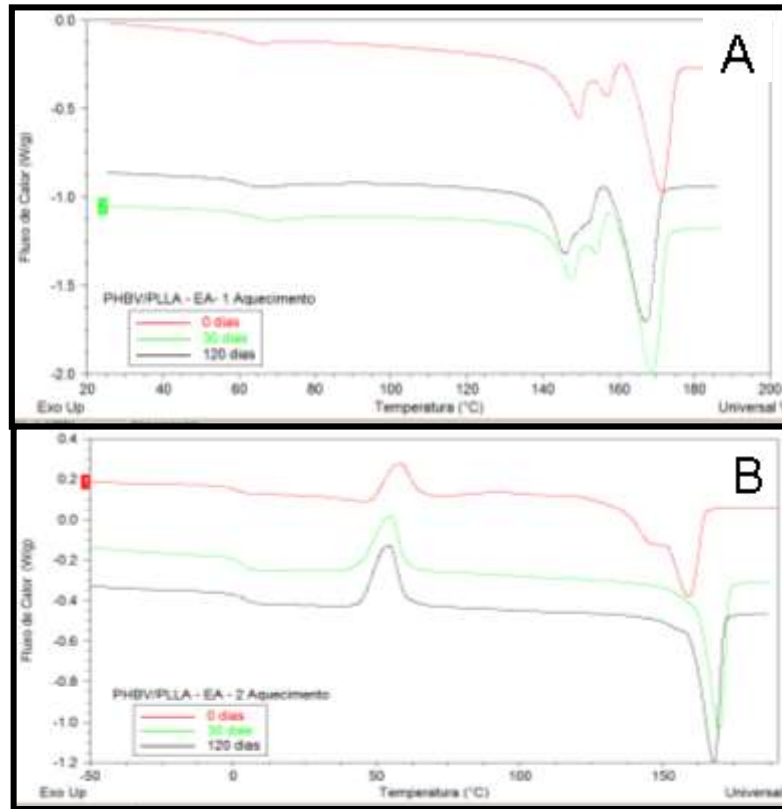 A
0.0
-0.5
-1.0
-1.5
-2.0
Fluxo de Calor (W/g)
PHBV/PLLA - EA- 1 Aquecimento
0 dias
30 dias
120 dias
20 40 60 80 100 120 140 160 180 200
Exo Up Temperatura (°C) Universal
B
0.4
0.2
0.0
-0.2
-0.4
-0.6
-0.8
-1.0
-1.2
Fluxo de Calor (W/g)
PHBV/PLLA - EA - 2 Aquecimento
0 dias
30 dias
120 dias
-50 0 50 100 150
Exo Up Temperatura (°C) Universal